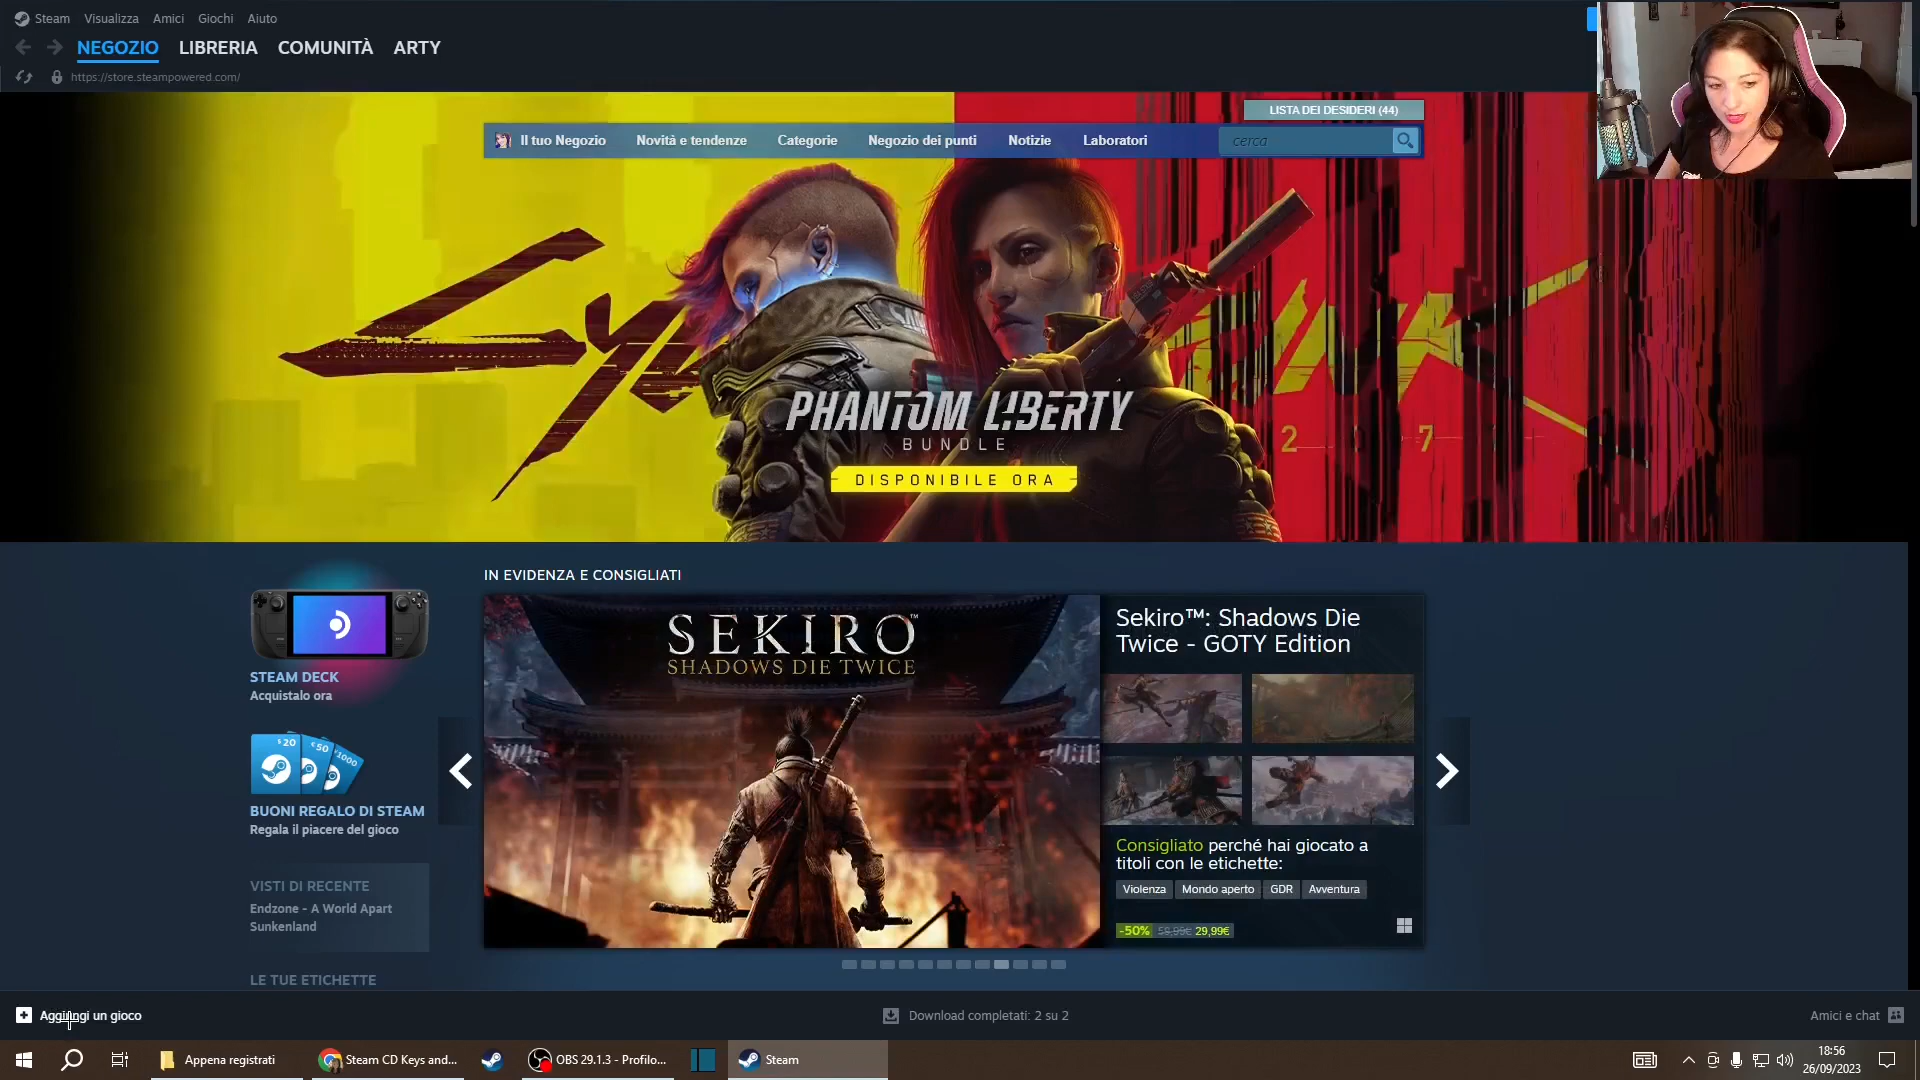 Steam Visualizza Amici Giochi Aiuto
NEGOZIO LIBRERIA COMUNITÀ ARTY
https://store.steampowered.com/
LISTA DEI DESIDERI (44)
Il tuo Negozio Novità e tendenze Categorie Negozio dei punti Notizie Laboratori cerca
PHANTOM LIBERTY
BUNDLE
DISPONIBILE ORA
IN EVIDENZA E CONSIGLIATI
SEKIRO™
SHADOWS DIE TWICE
Sekiro™: Shadows Die
Twice - GOTY Edition
STEAM DECK
Acquistalo ora
$20 €50 ¥1000
BUONI REGALO DI STEAM
Regala il piacere del gioco
Consigliato perché hai giocato a
titoli con le etichette:
Violenza Mondo aperto GDR Avventura
-50% 59,99€ 29,99€
VISTI DI RECENTE
Endzone - A World Apart
Sunkenland
LE TUE ETICHETTE
Aggiungi un gioco
Download completati: 2 su 2
Amici e chat
Appena registrati
Steam CD Keys and...
OBS 29.1.3 - Profilo...
Steam
18:56
26/09/2023